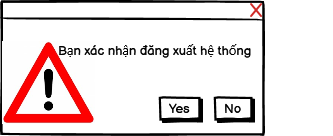 Bạn xác nhận đăng xuất hệ thống
Yes No